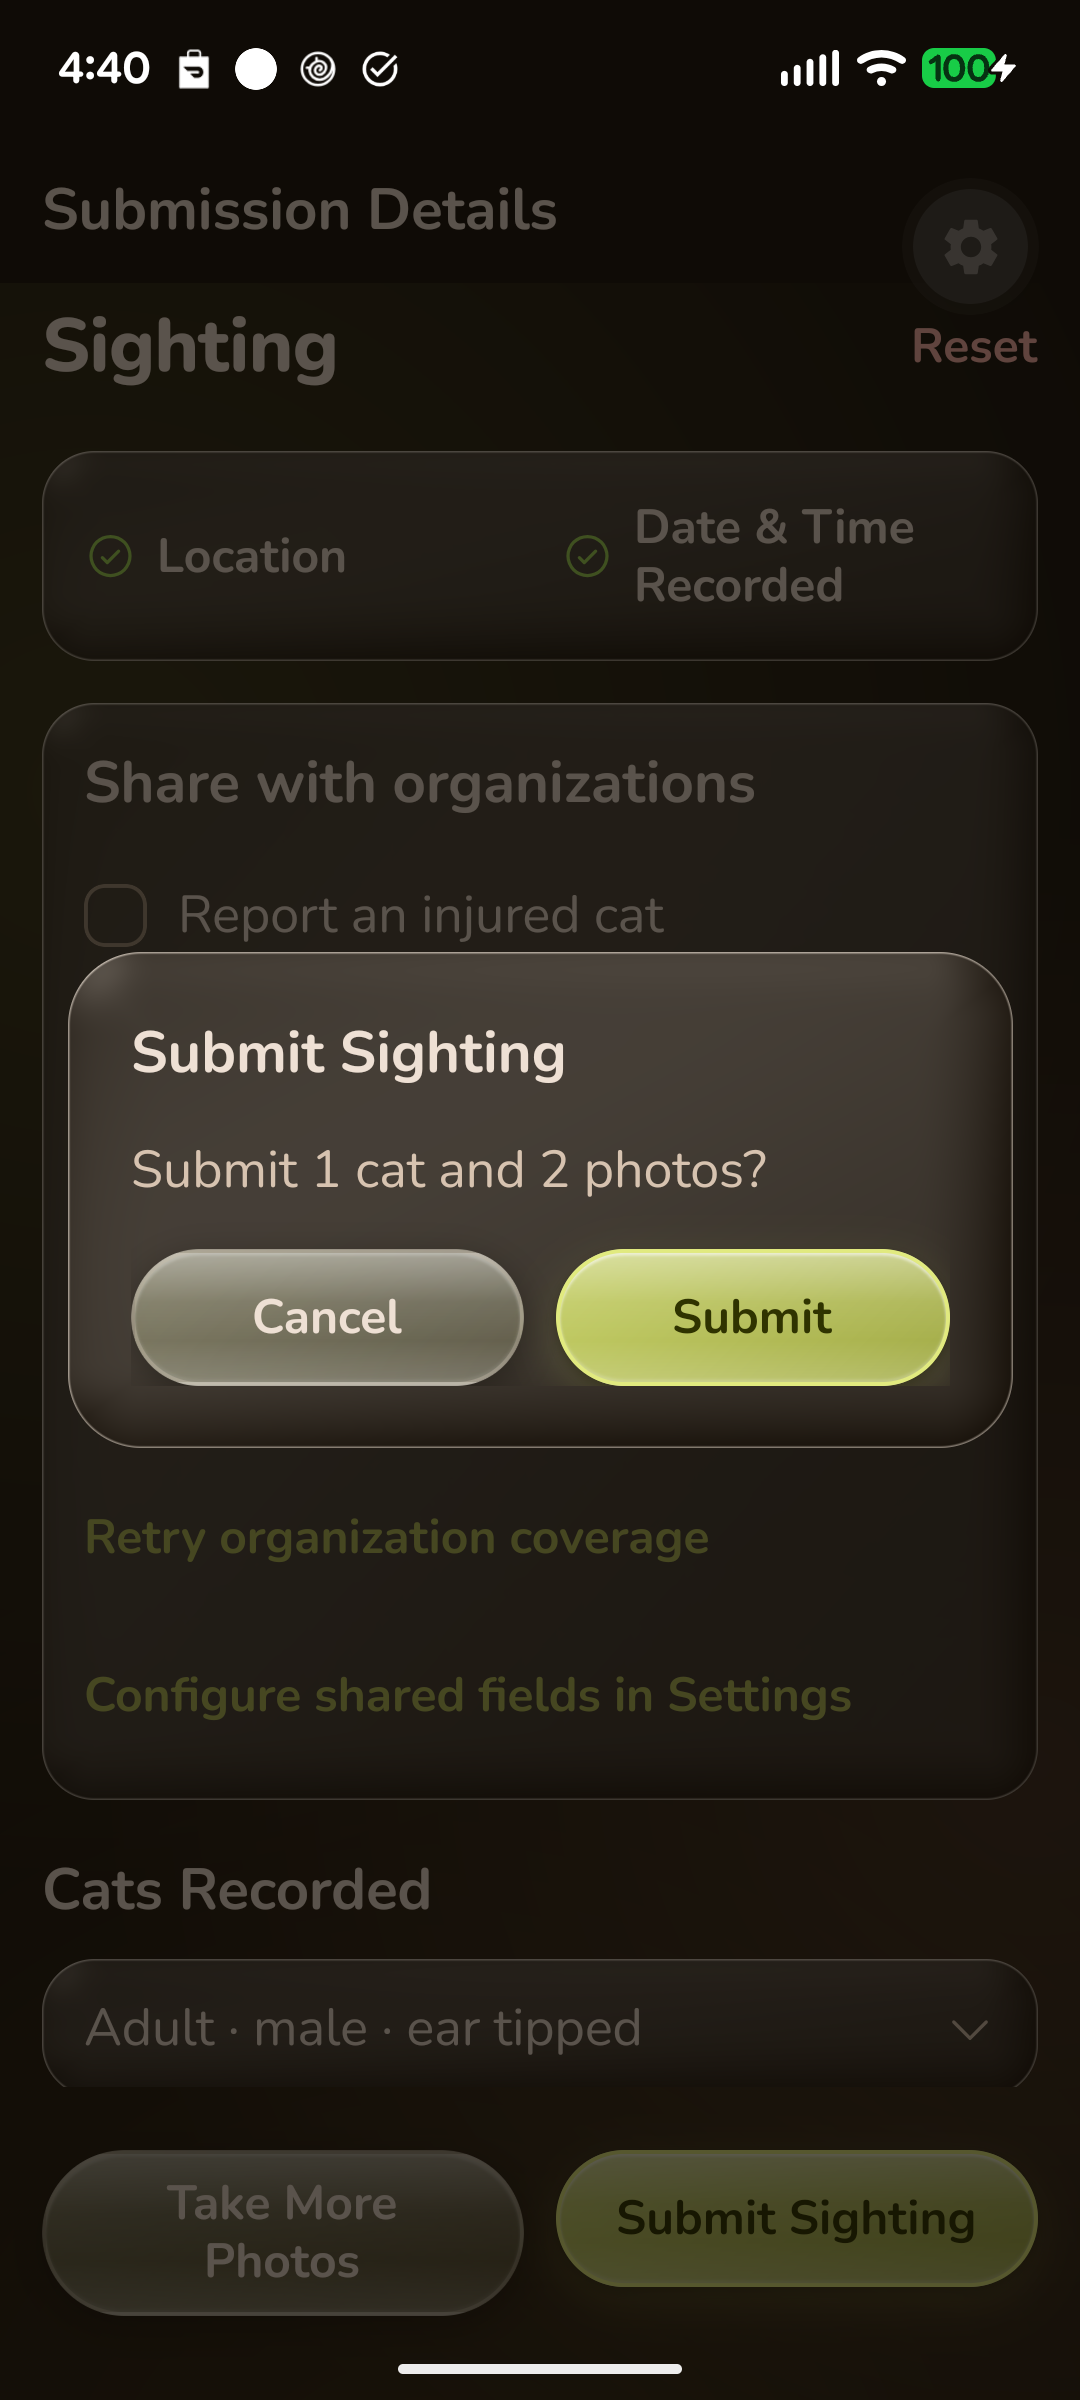 4:40
100
Submission Details
Sighting
Reset
Location
Date & Time
Recorded
Share with organizations
Report an injured cat
Submit Sighting
Submit 1 cat and 2 photos?
Cancel
Submit
Retry organization coverage
Configure shared fields in Settings
Cats Recorded
Adult · male · ear tipped
Take More
Photos
Submit Sighting